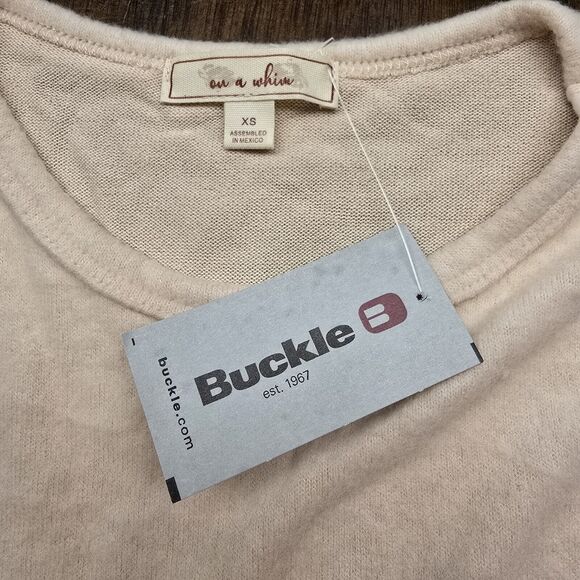 on a whim
XS
ASSEMBLED
IN MEXICO
Buckle B
est. 1967
buckle.com